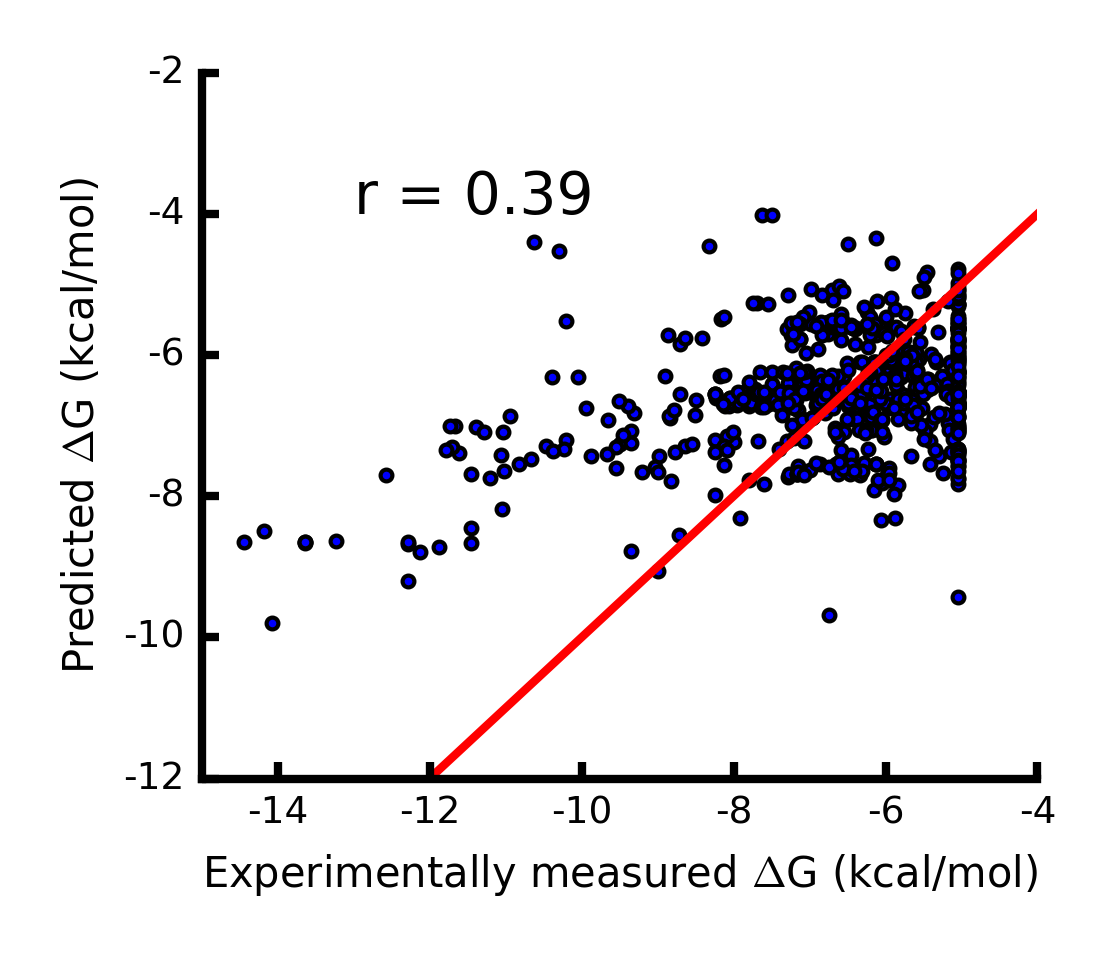 -2
r = 0.39
-4
-6
-8
-10
-12
Predicted ΔG (kcal/mol)
-14 -12 -10 -8 -6 -4
Experimentally measured ΔG (kcal/mol)